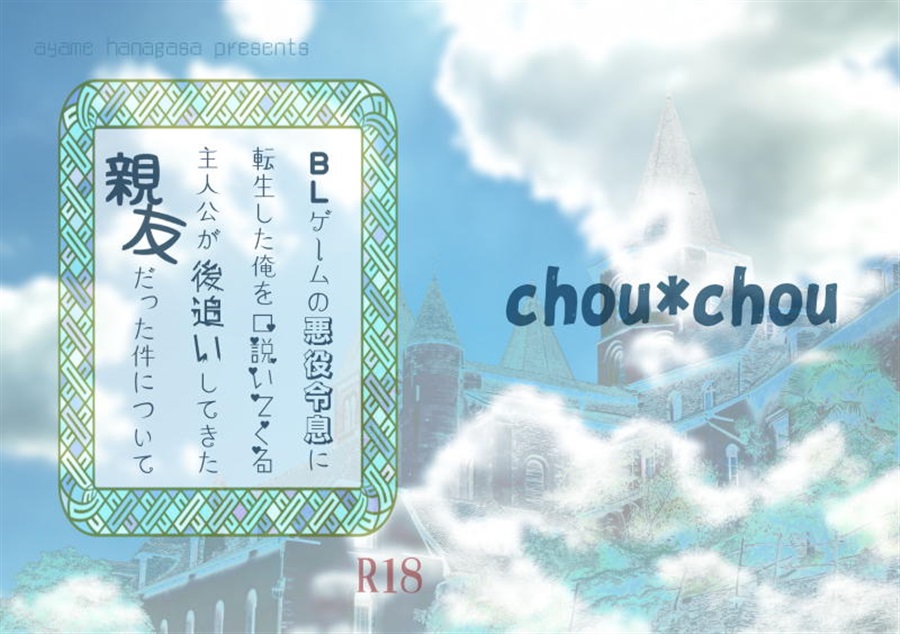 ayame hanagasa presents
BLゲームの悪役令息に
転生した俺を口説いてくる
主人公が後追いしてきた
親友だった件について
chou*chou
R18